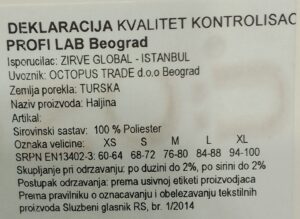 DEKLARACIJA KVALITET KONTROLISAO
PROFI LAB Beograd
Isporucilac: ZIRVE GLOBAL - ISTANBUL
Uvoznik: OCTOPUS TRADE d.o.o Beograd
Zemlja porekla: TURSKA
Naziv proizvoda: Haljina
Artikal:
Sirovinski sastav: 100 % Poliester
Oznaka velicine: XS S M L XL
SRPN EN13402-3: 60-64 68-72 76-80 84-88 94-100
Skupljanje pri odrzavanju: po duzini do 2%, po sirini do 2%
Postupak odrzavanja: prema usivnoj etiketi proizvodjaca
Prema pravilniku o oznacavanju i obelezavanju tekstilnih
proizvoda Sluzbeni glasnik RS, br. 1/2014